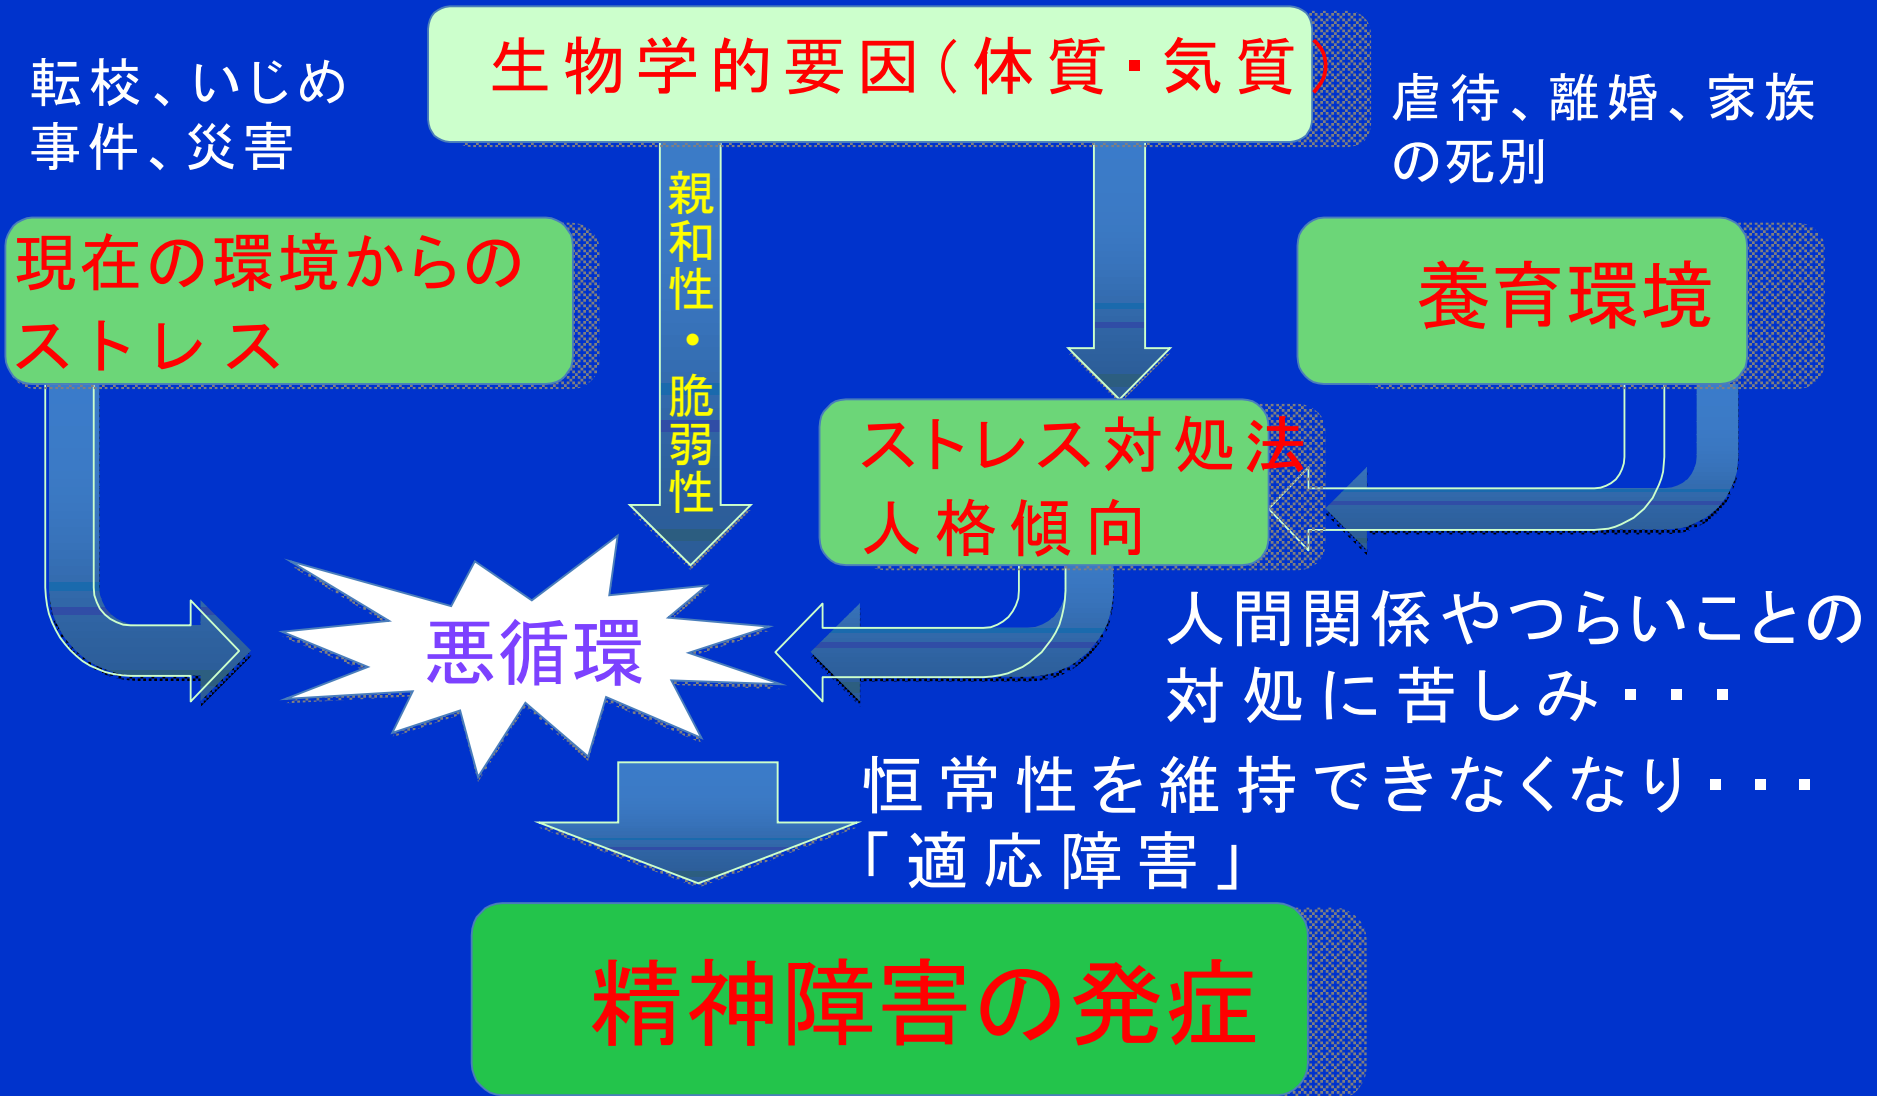 生物学的要因(体質・気質)
転校、いじめ
事件、災害
虐待、離婚、家族
の死別
親和性・脆弱性
現在の環境からの
ストレス
養育環境
ストレス対処法
人格傾向
悪循環
人間関係やつらいことの
対処に苦しみ・・・
恒常性を維持できなくなり・・・
「適応障害」
精神障害の発症